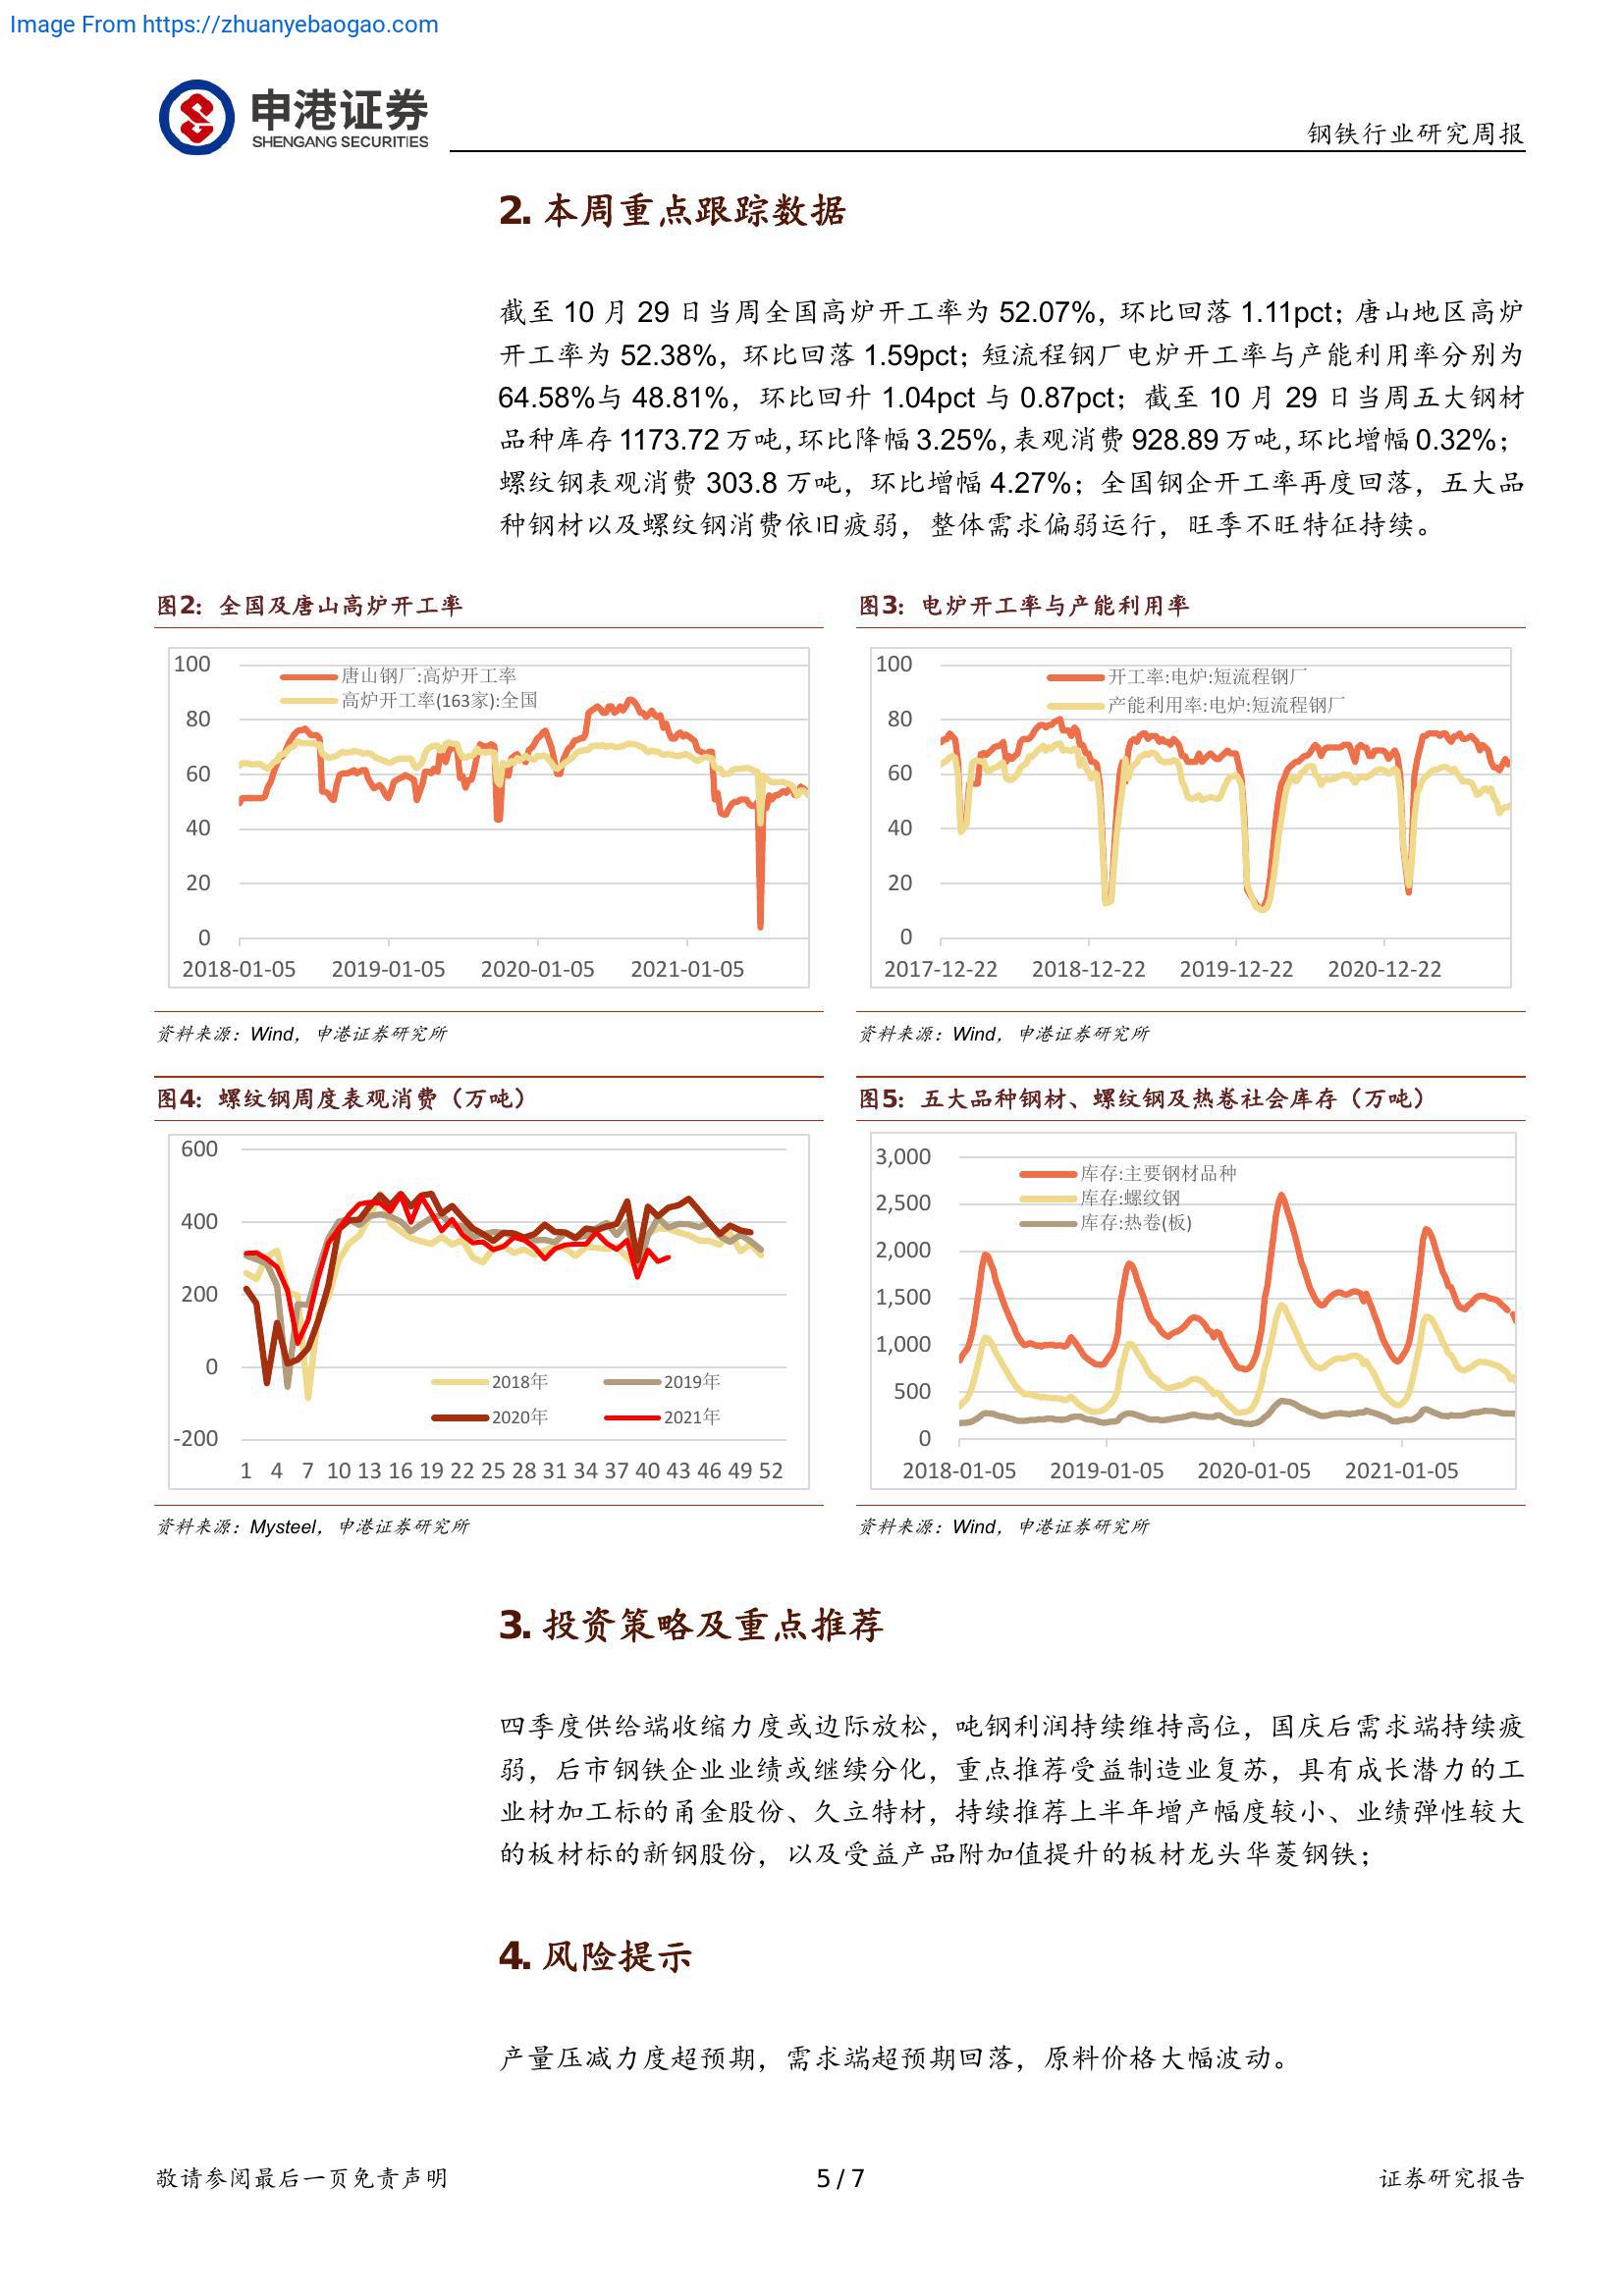 Image From https://zhuanyebaogao.com
申港证券
SHENGANG SECURITIES
钢铁行业研究周报
2. 本周重点跟踪数据
截至 10 月 29 日当周全国高炉开工率为 52.07%，环比回落 1.11pct；唐山地区高炉
开工率为 52.38%，环比回落 1.59pct；短流程钢厂电炉开工率与产能利用率分别为
64.58%与 48.81%，环比回升 1.04pct 与 0.87pct；截至 10 月 29 日当周五大钢材
品种库存 1173.72 万吨，环比降幅 3.25%，表观消费 928.89 万吨，环比增幅 0.32%；
螺纹钢表观消费 303.8 万吨，环比增幅 4.27%；全国钢企开工率再度回落，五大品
种钢材以及螺纹钢消费依旧疲弱，整体需求偏弱运行，旺季不旺特征持续。
图2：全国及唐山高炉开工率
100
80
60
40
20
0
唐山钢厂:高炉开工率
高炉开工率(163家):全国
2018-01-05 2019-01-05 2020-01-05 2021-01-05
资料来源：Wind，申港证券研究所
图3：电炉开工率与产能利用率
100
80
60
40
20
0
开工率:电炉:短流程钢厂
产能利用率:电炉:短流程钢厂
2017-12-22 2018-12-22 2019-12-22 2020-12-22
资料来源：Wind，申港证券研究所
图4：螺纹钢周度表观消费（万吨）
600
400
200
0
-200
2018年 2019年
2020年 2021年
1 4 7 10 13 16 19 22 25 28 31 34 37 40 43 46 49 52
资料来源：Mysteel，申港证券研究所
图5：五大品种钢材、螺纹钢及热卷社会库存（万吨）
3,000
2,500
2,000
1,500
1,000
500
0
库存:主要钢材品种
库存:螺纹钢
库存:热卷(板)
2018-01-05 2019-01-05 2020-01-05 2021-01-05
资料来源：Wind，申港证券研究所
3. 投资策略及重点推荐
四季度供给端收缩力度或边际放松，吨钢利润持续维持高位，国庆后需求端持续疲
弱，后市钢铁企业业绩或继续分化，重点推荐受益制造业复苏，具有成长潜力的工
业材加工标的甬金股份、久立特材，持续推荐上半年增产幅度较小、业绩弹性较大
的板材标的新钢股份，以及受益产品附加值提升的板材龙头华菱钢铁；
4. 风险提示
产量压减力度超预期，需求端超预期回落，原料价格大幅波动。
敬请参阅最后一页免责声明
5 / 7
证券研究报告